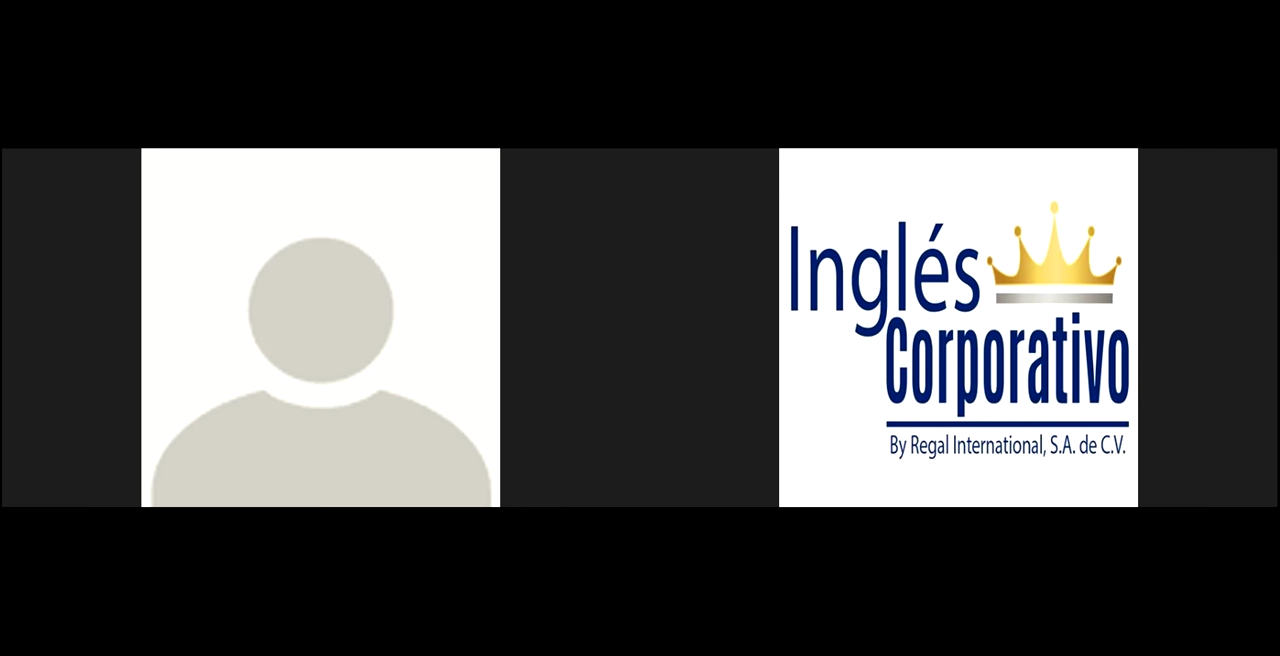 Inglés
Corporativo
By Regal International, S.A. de C.V.